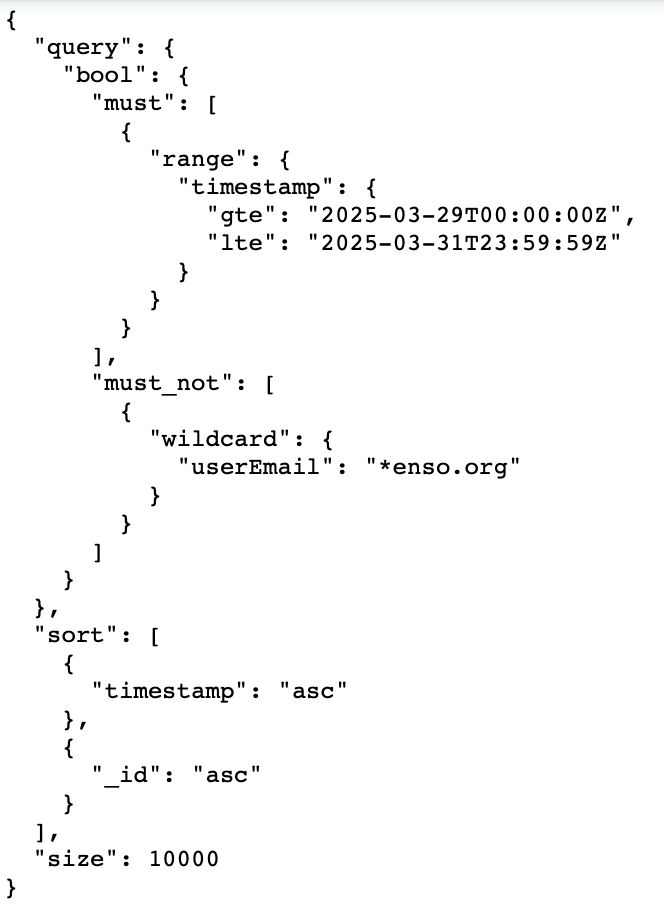 {
  "query": {
    "bool": {
      "must": [
        {
          "range": {
            "timestamp": {
              "gte": "2025-03-29T00:00:00Z",
              "lte": "2025-03-31T23:59:59Z"
            }
          }
        }
      ],
      "must_not": [
        {
          "wildcard": {
            "userEmail": "*enso.org"
          }
        }
      ]
    }
  },
  "sort": [
    {
      "timestamp": "asc"
    },
    {
      "_id": "asc"
    }
  ],
  "size": 10000
}